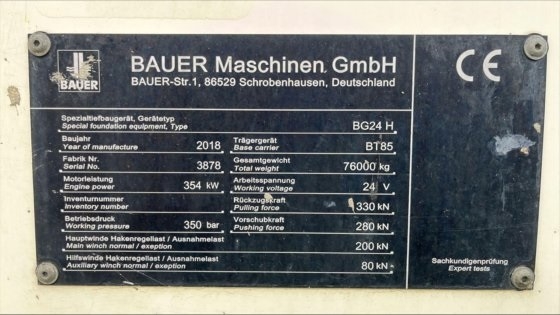 BAUER
BAUER Maschinen GmbH
BAUER-Str.1, 86529 Schrobenhausen, Deutschland
CE
Spezialtiefbaugerät, Gerätetyp
Special foundation equipment, Type BG24 H
Baujahr
Year of manufacture 2018
Trägergerät
Base carrier BT85
Fabrik Nr.
Serial No. 3878
Gesamtgewicht
Total weight 76000 kg
Motorleistung
Engine power 354 kW
Arbeitsspannung
Working voltage 24 V
Inventurnummer
Inventory number
Rückzugskraft
Pulling force 330 kN
Betriebsdruck
Working pressure 350 bar
Vorschubkraft
Pushing force 280 kN
Hauptwinde Hakenregellast / Ausnahmelast
Main winch normal / exeption 200 kN
Hilfswinde Hakenregellast / Ausnahmelast
Auxiliary winch normal / exeption 80 kN
Sachkundigenprüfung
Expert tests